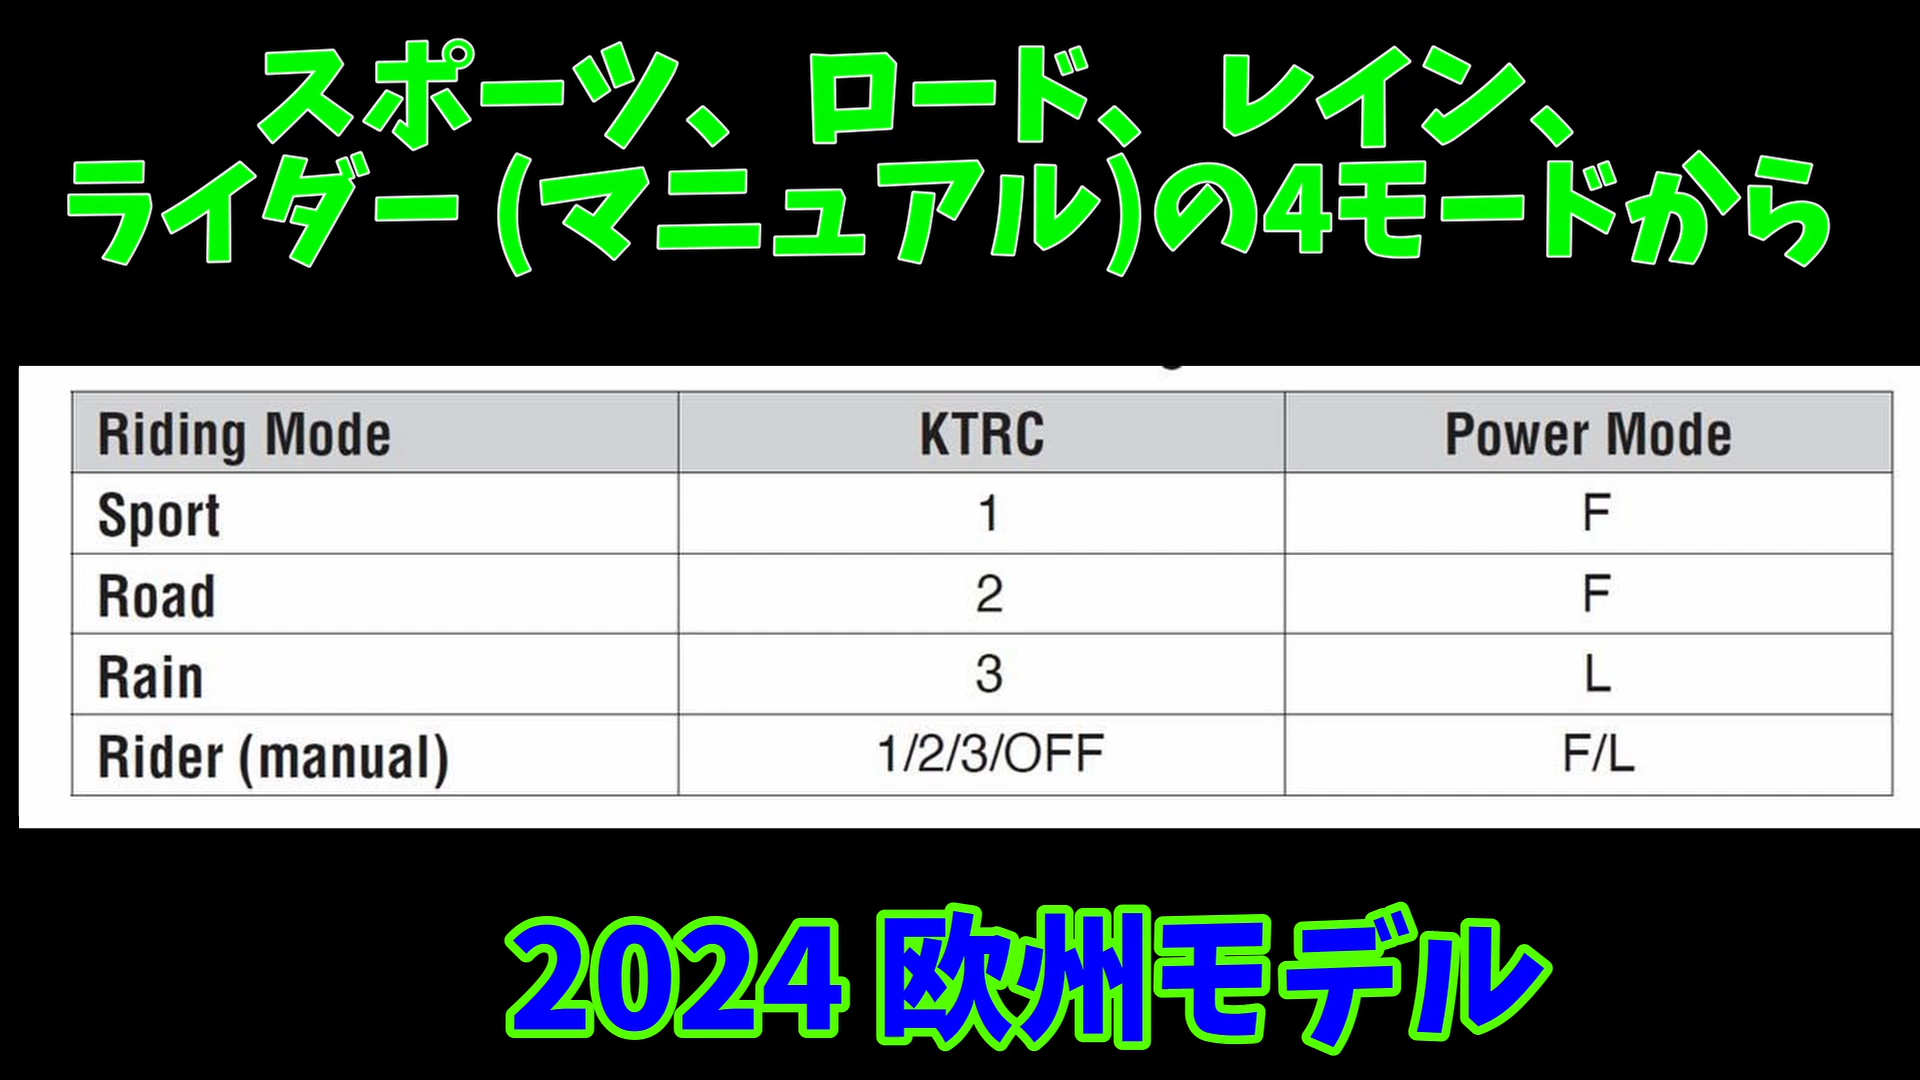 スポーツ、ロード、レイン、
ライダー(マニュアル)の4モードから
Riding Mode KTRC Power Mode
Sport 1 F
Road 2 F
Rain 3 L
Rider (manual) 1/2/3/OFF F/L
2024 欧州モデル